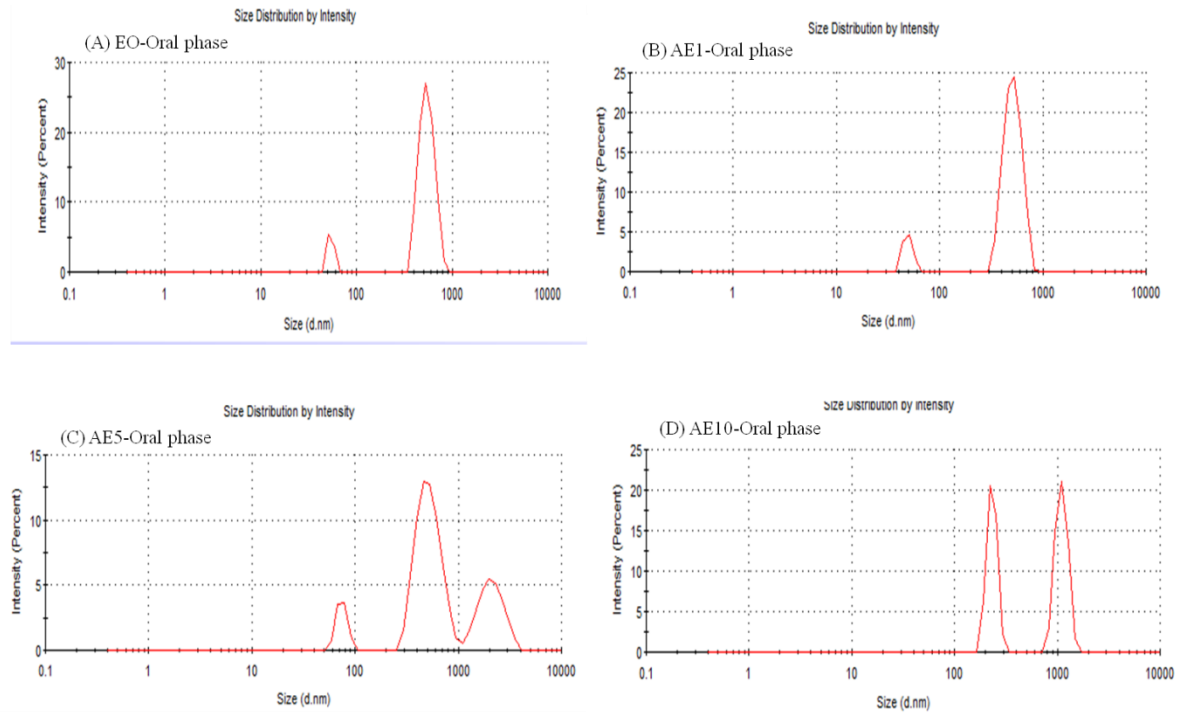 Size Distribution by Intensity
(A) EO-Oral phase
30
20
10
0
Intensity (Percent)
0.1 1 10 100 1000 10000
Size (d.nm)
Size Distribution by Intensity
(B) AE1-Oral phase
25
20
15
10
5
0
Intensity (Percent)
0.1 1 10 100 1000 10000
Size (d.nm)
Size Distribution by Intensity
(C) AE5-Oral phase
15
10
5
0
Intensity (Percent)
0.1 1 10 100 1000 10000
Size (d.nm)
Size Distribution by Intensity
(D) AE10-Oral phase
25
20
15
10
5
0
Intensity (Percent)
0.1 1 10 100 1000 10000
Size (d.nm)